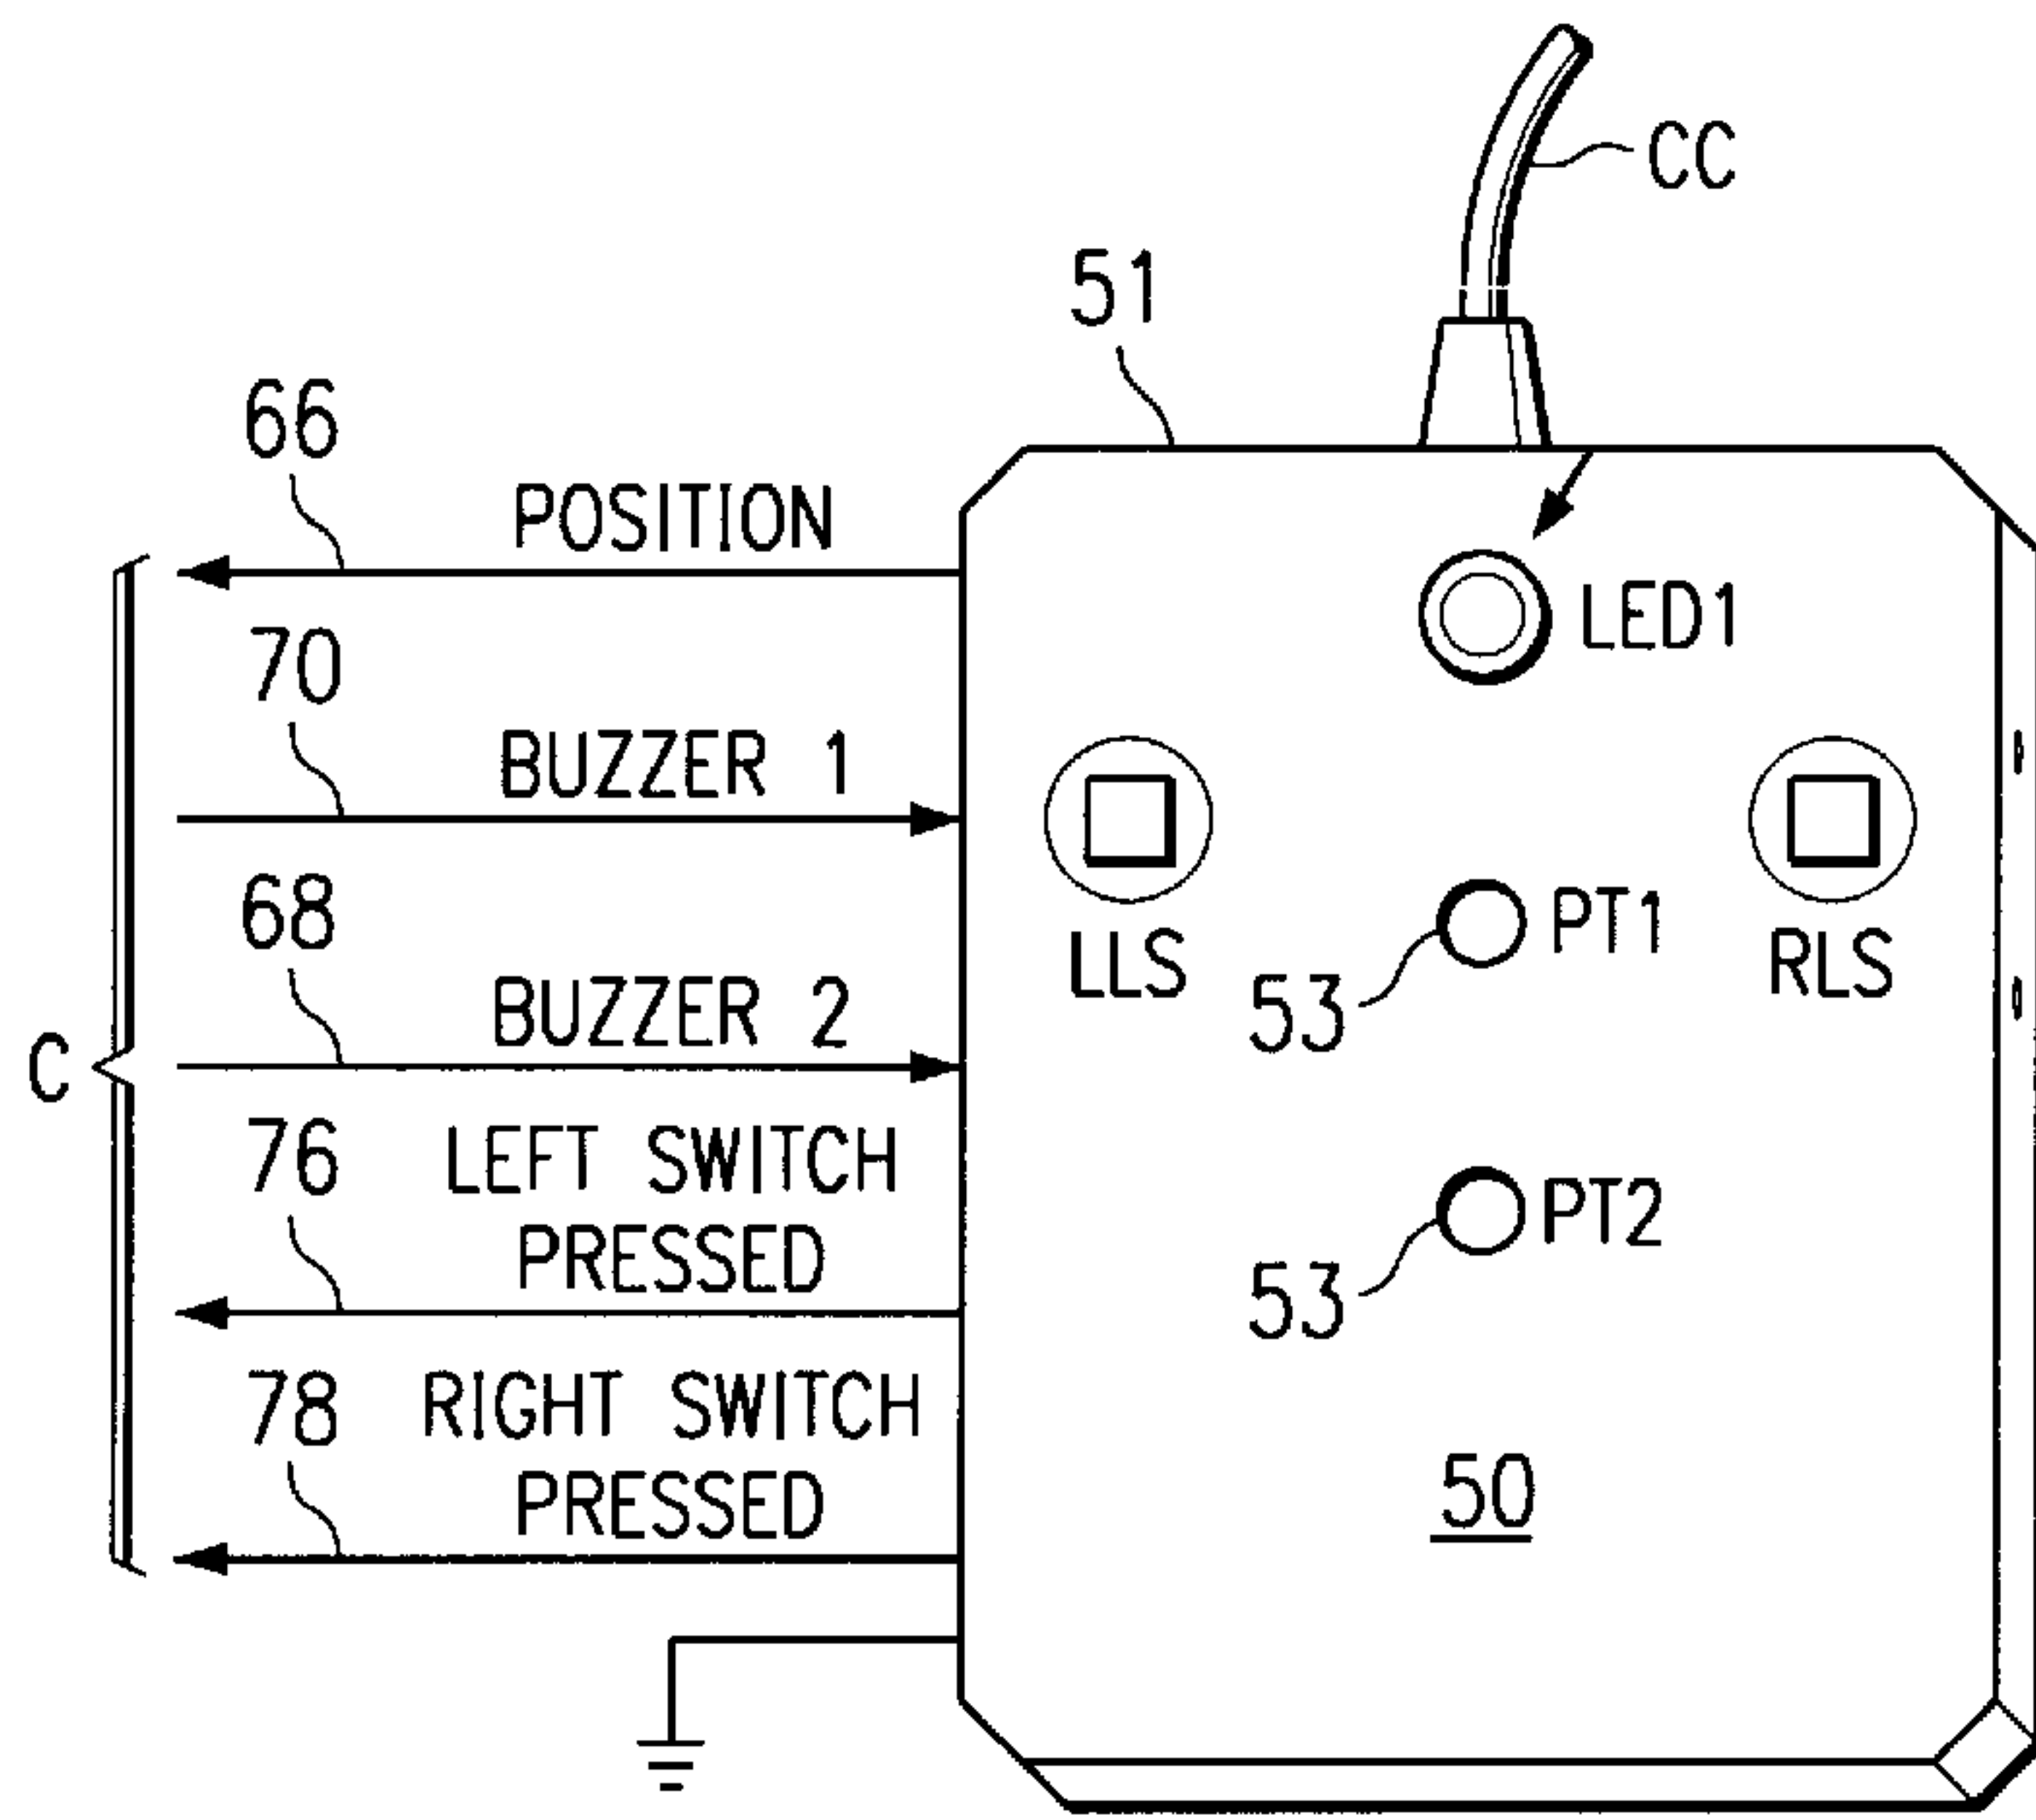 CC
51
66
POSITION
LED1
70
BUZZER 1
68
PT1
LLS
RLS
53
BUZZER 2
C
76
LEFT SWITCH
PRESSED
PT2
53
78
RIGHT SWITCH
PRESSED
50